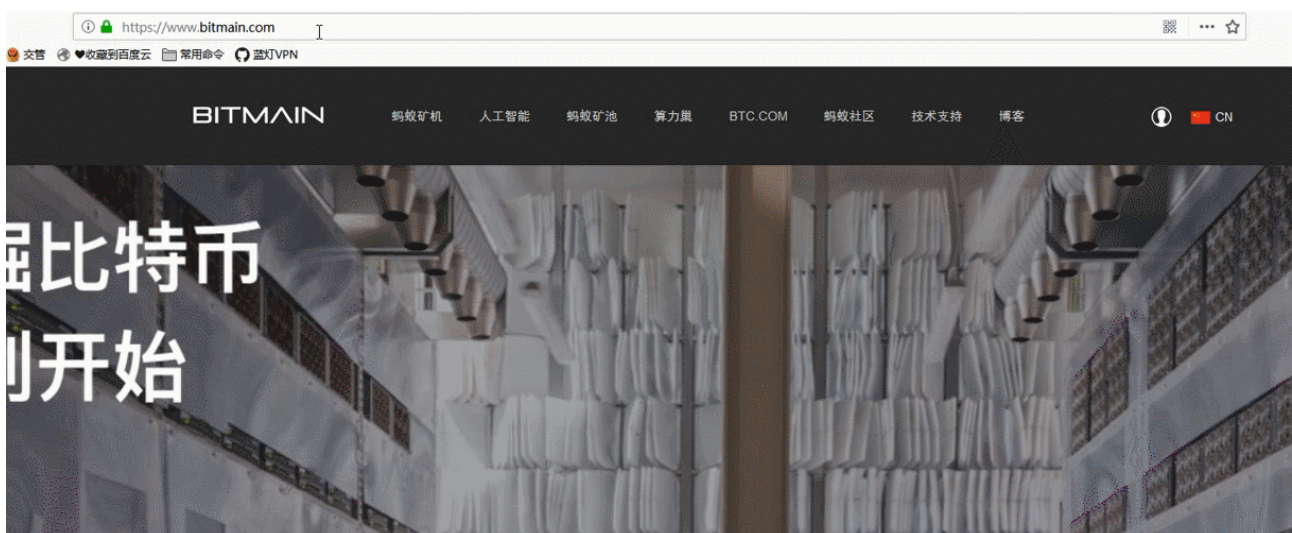 https://www.bitmain.com
交管 ♥收藏到百度云 常用命令 蓝灯VPN
BITMAIN 蚂蚁矿机 人工智能 蚂蚁矿池 算力巢 BTC.COM 蚂蚁社区 技术支持 博客 CN
掘比特币
刻开始